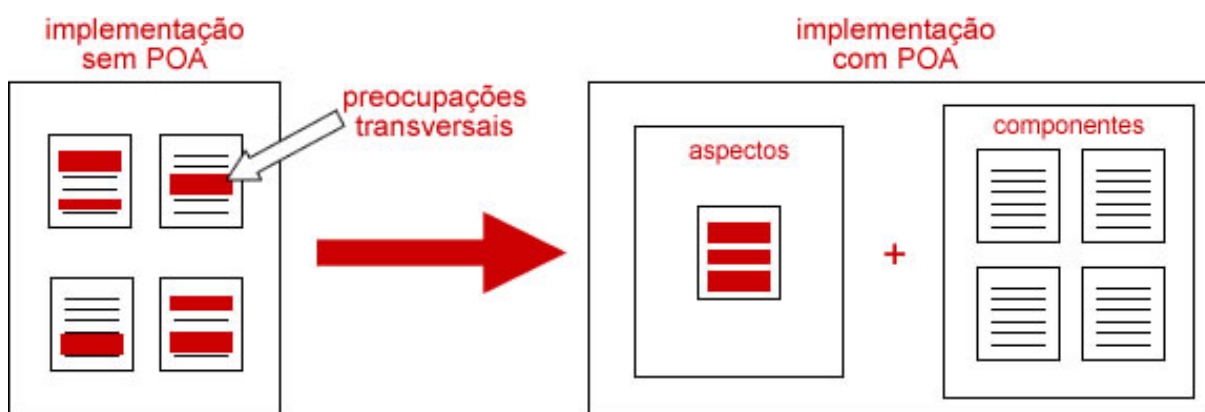 implementação
sem POA
preocupações
transversais
implementação
com POA
aspectos
+
componentes